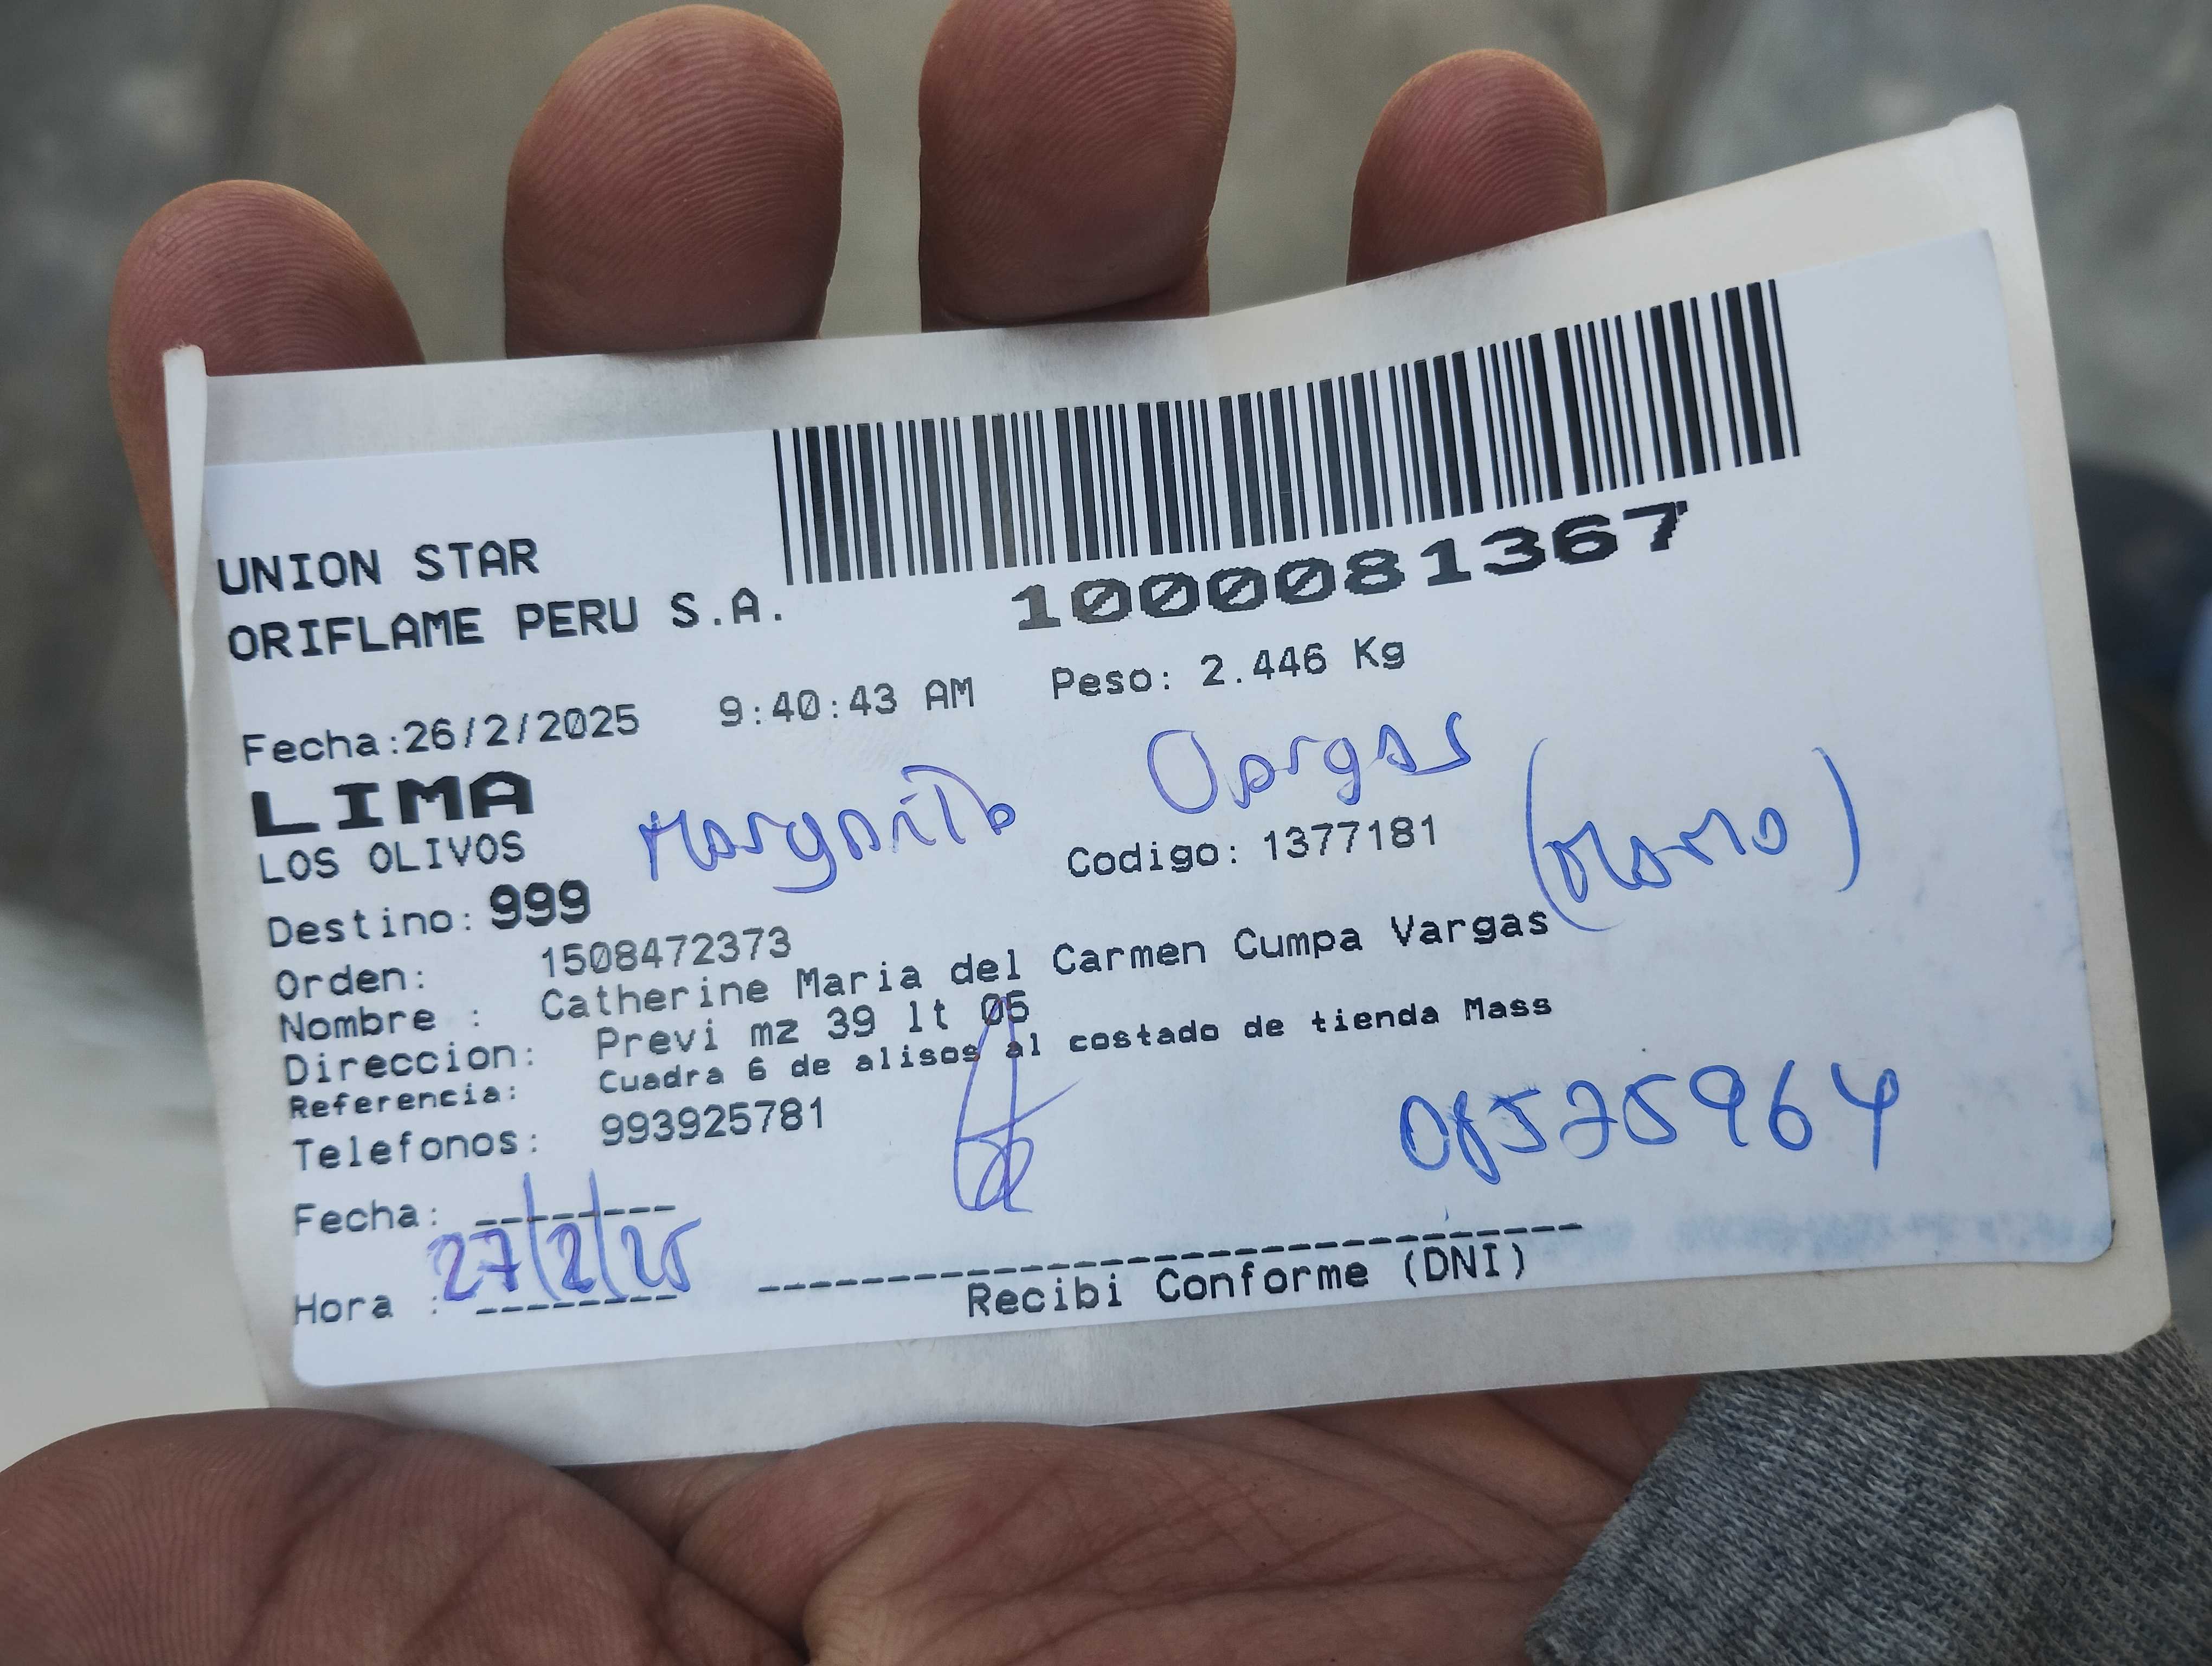 UNION STAR
ORIFLAME PERU S.A.
1000081367
Fecha:26/2/2025 9:40:43 AM Peso: 2.446 Kg
LIMA
Margarita Vargas
LOS OLIVOS
Codigo: 1377181
Destino: 999
Orden: 1508472373
Nombre : Catherine Maria del Carmen Cumpa Vargas
Direccion: Previ mz 39 lt 05
Referencia: Cuadra 6 de alisos al costado de tienda Mass
Telefonos: 993925781
Fecha:
27/2/25
Hora :
Recibi Conforme (DNI)